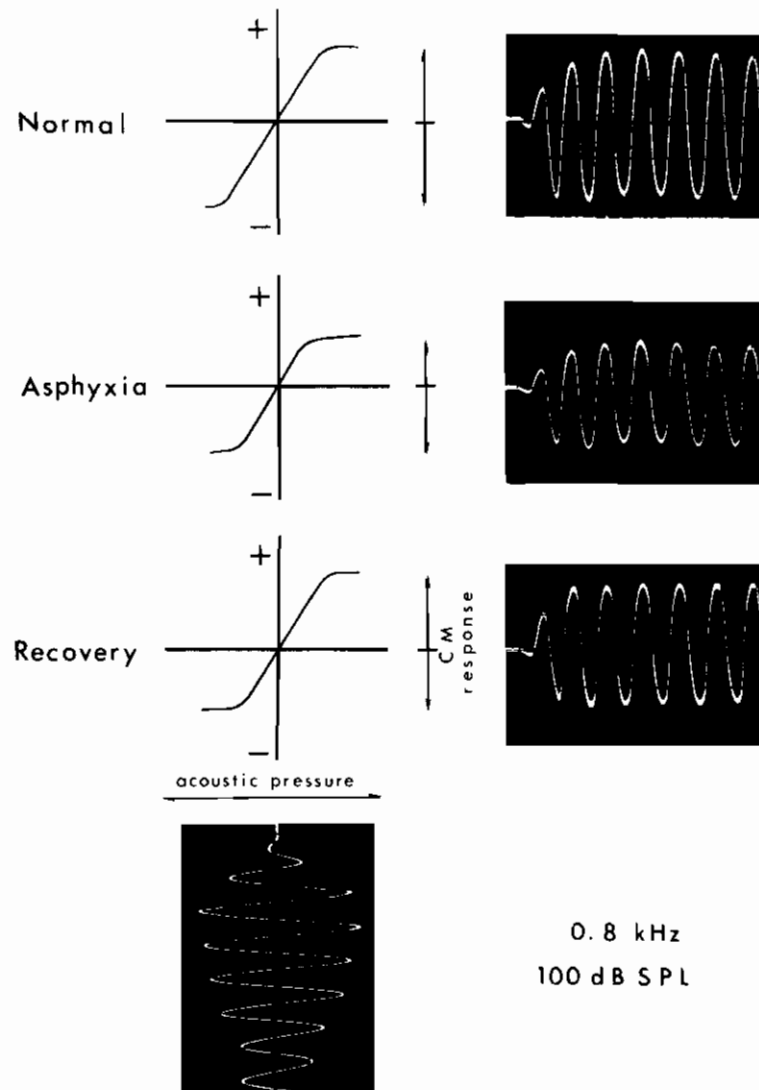 +
Normal
−
+
Asphyxia
−
+
Recovery
CM
response
−
acoustic pressure
0.8 kHz
100 dB SPL